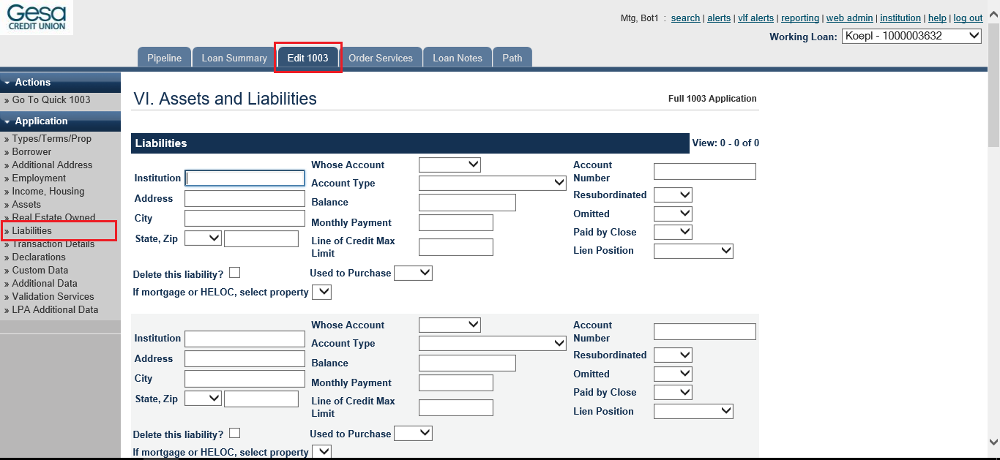 Gesa
CREDIT UNION
Mtg, Bot1 : search | alerts | vlf alerts | reporting | web admin | institution | help | log out
Working Loan: Koepl - 1000003632
Pipeline Loan Summary Edit 1003 Order Services Loan Notes Path
Actions
» Go To Quick 1003
Application
» Types/Terms/Prop
» Borrower
» Additional Address
» Employment
» Income, Housing
» Assets
» Real Estate Owned
» Liabilities
» Transaction Details
» Declarations
» Custom Data
» Additional Data
» Validation Services
» LPA Additional Data
VI. Assets and Liabilities
Full 1003 Application
Liabilities
View: 0 - 0 of 0
Institution
Address
City
State, Zip
Whose Account
Account Type
Balance
Monthly Payment
Line of Credit Max
Limit
Account
Number
Resubordinated
Omitted
Paid by Close
Lien Position
Delete this liability?
Used to Purchase
If mortgage or HELOC, select property
Institution
Address
City
State, Zip
Whose Account
Account Type
Balance
Monthly Payment
Line of Credit Max
Limit
Account
Number
Resubordinated
Omitted
Paid by Close
Lien Position
Delete this liability?
Used to Purchase
If mortgage or HELOC, select property